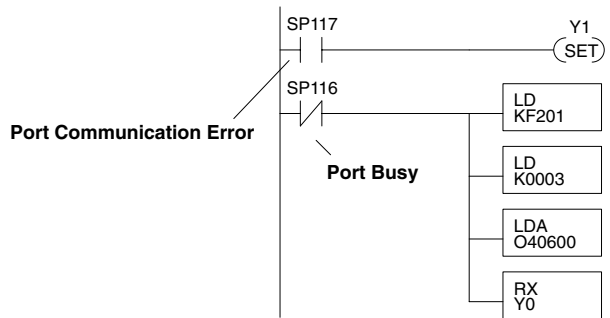 SP117
Y1
SET
SP116
LD
KF201
Port Communication Error
Port Busy
LD
K0003
LDA
O40600
RX
Y0